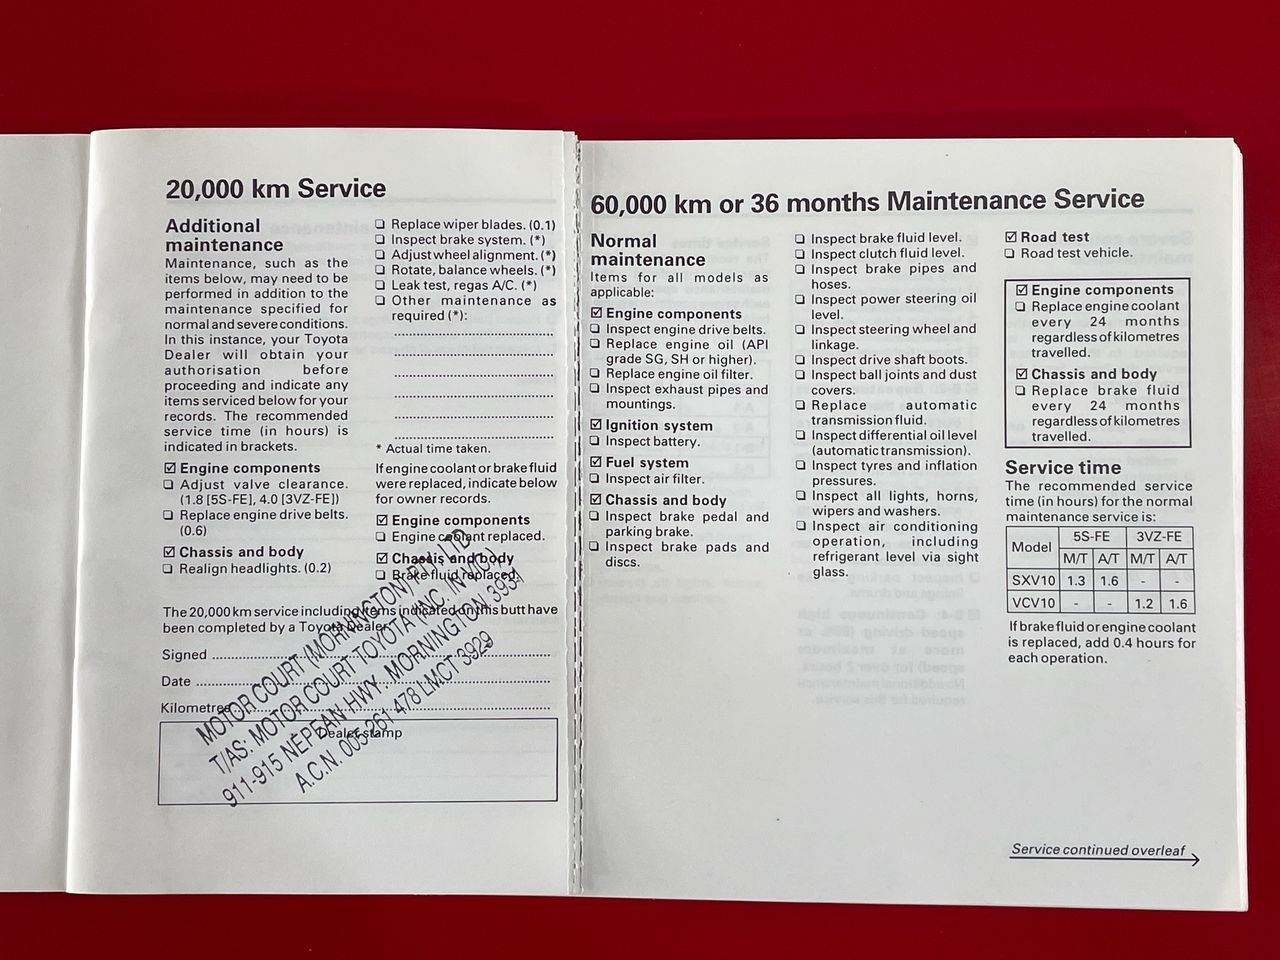 20,000 km Service
Additional
maintenance
Maintenance, such as the
items below, may need to be
performed in addition to the
maintenance specified for
normal and severe conditions.
In this instance, your Toyota
Dealer will obtain your
authorisation before
proceeding and indicate any
items serviced below for your
records. The recommended
service time (in hours) is
indicated in brackets.
☑ Engine components
❏ Adjust valve clearance.
(1.8 [5S-FE], 4.0 [3VZ-FE])
❏ Replace engine drive belts.
(0.6)
☑ Chassis and body
❏ Realign headlights. (0.2)
❏ Replace wiper blades. (0.1)
❏ Inspect brake system. (*)
❏ Adjust wheel alignment. (*)
❏ Rotate, balance wheels. (*)
❏ Leak test, regas A/C. (*)
❏ Other maintenance as
required (*):
* Actual time taken.
If engine coolant or brake fluid
were replaced, indicate below
for owner records.
☑ Engine components
❏ Engine coolant replaced.
☑ Chassis and body
❏ Brake fluid replaced.
The 20,000 km service including items indicated on this butt have
been completed by a Toyota Dealer.
Signed
Date
Kilometres
Dealer stamp
MOTOR COURT (MORNINGTON) P/L LTD
T/AS: MOTOR COURT TOYOTA (INC. IN VIC.)
911-915 NEPEAN HWY. MORNINGTON 3931
A.C.N. 005 261 478 LMCT 3929
60,000 km or 36 months Maintenance Service
Normal
maintenance
Items for all models as
applicable:
☑ Engine components
❏ Inspect engine drive belts.
❏ Replace engine oil (API
grade SG, SH or higher).
❏ Replace engine oil filter.
❏ Inspect exhaust pipes and
mountings.
☑ Ignition system
❏ Inspect battery.
☑ Fuel system
❏ Inspect air filter.
☑ Chassis and body
❏ Inspect brake pedal and
parking brake.
❏ Inspect brake pads and
discs.
❏ Inspect brake fluid level.
❏ Inspect clutch fluid level.
❏ Inspect brake pipes and
hoses.
❏ Inspect power steering oil
level.
❏ Inspect steering wheel and
linkage.
❏ Inspect drive shaft boots.
❏ Inspect ball joints and dust
covers.
❏ Replace automatic
transmission fluid.
❏ Inspect differential oil level
(automatic transmission).
❏ Inspect tyres and inflation
pressures.
❏ Inspect all lights, horns,
wipers and washers.
❏ Inspect air conditioning
operation, including
refrigerant level via sight
glass.
☑ Road test
❏ Road test vehicle.
☑ Engine components
❏ Replace engine coolant
every 24 months
regardless of kilometres
travelled.
☑ Chassis and body
❏ Replace brake fluid
every 24 months
regardless of kilometres
travelled.
Service time
The recommended service
time (in hours) for the normal
maintenance service is:
Model 5S-FE 3VZ-FE
M/T A/T M/T A/T
SXV10 1.3 1.6 - -
VCV10 - - 1.2 1.6
If brake fluid or engine coolant
is replaced, add 0.4 hours for
each operation.
Service continued overleaf